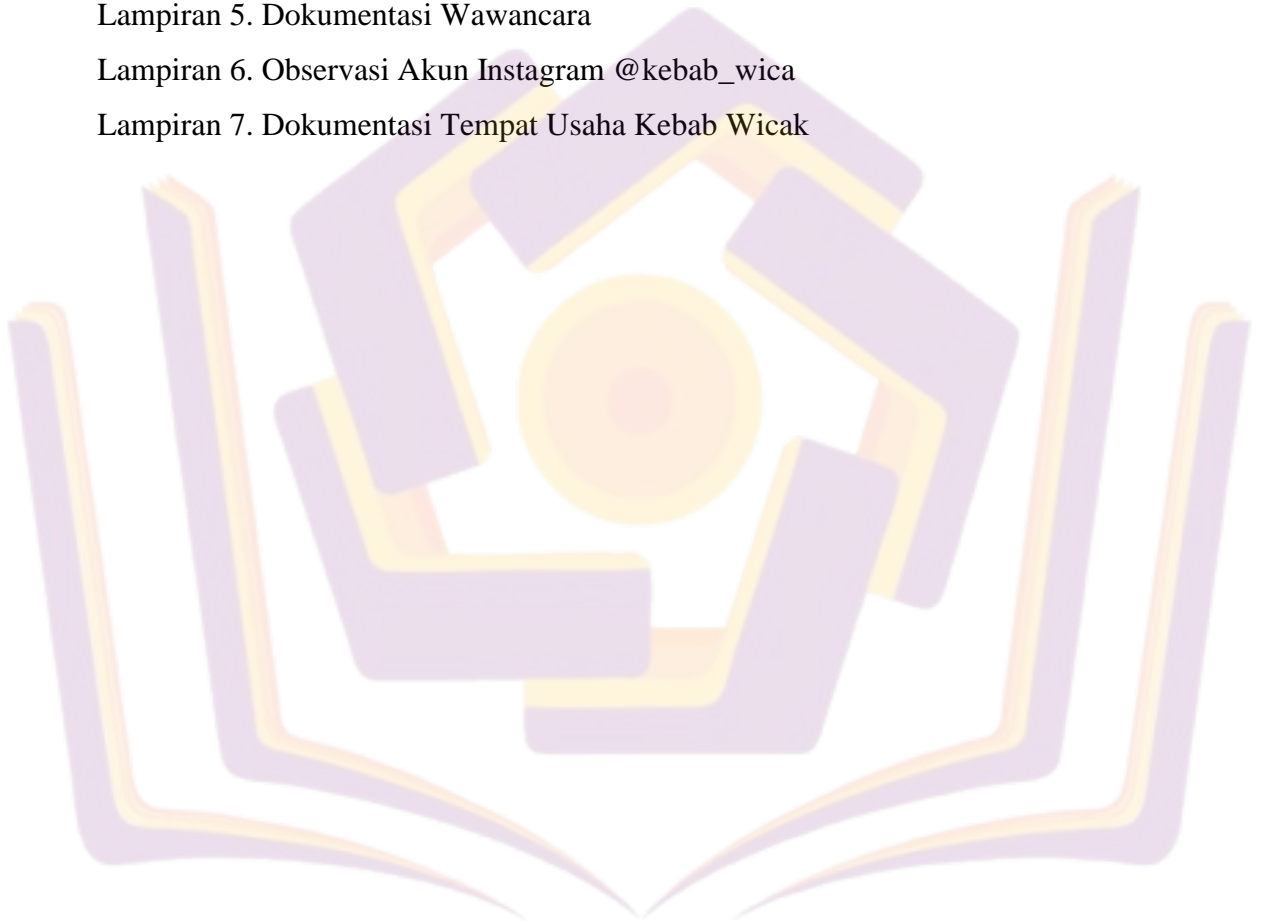 Lampiran 5. Dokumentasi Wawancara
Lampiran 6. Observasi Akun Instagram @kebab_wica
Lampiran 7. Dokumentasi Tempat Usaha Kebab Wicak